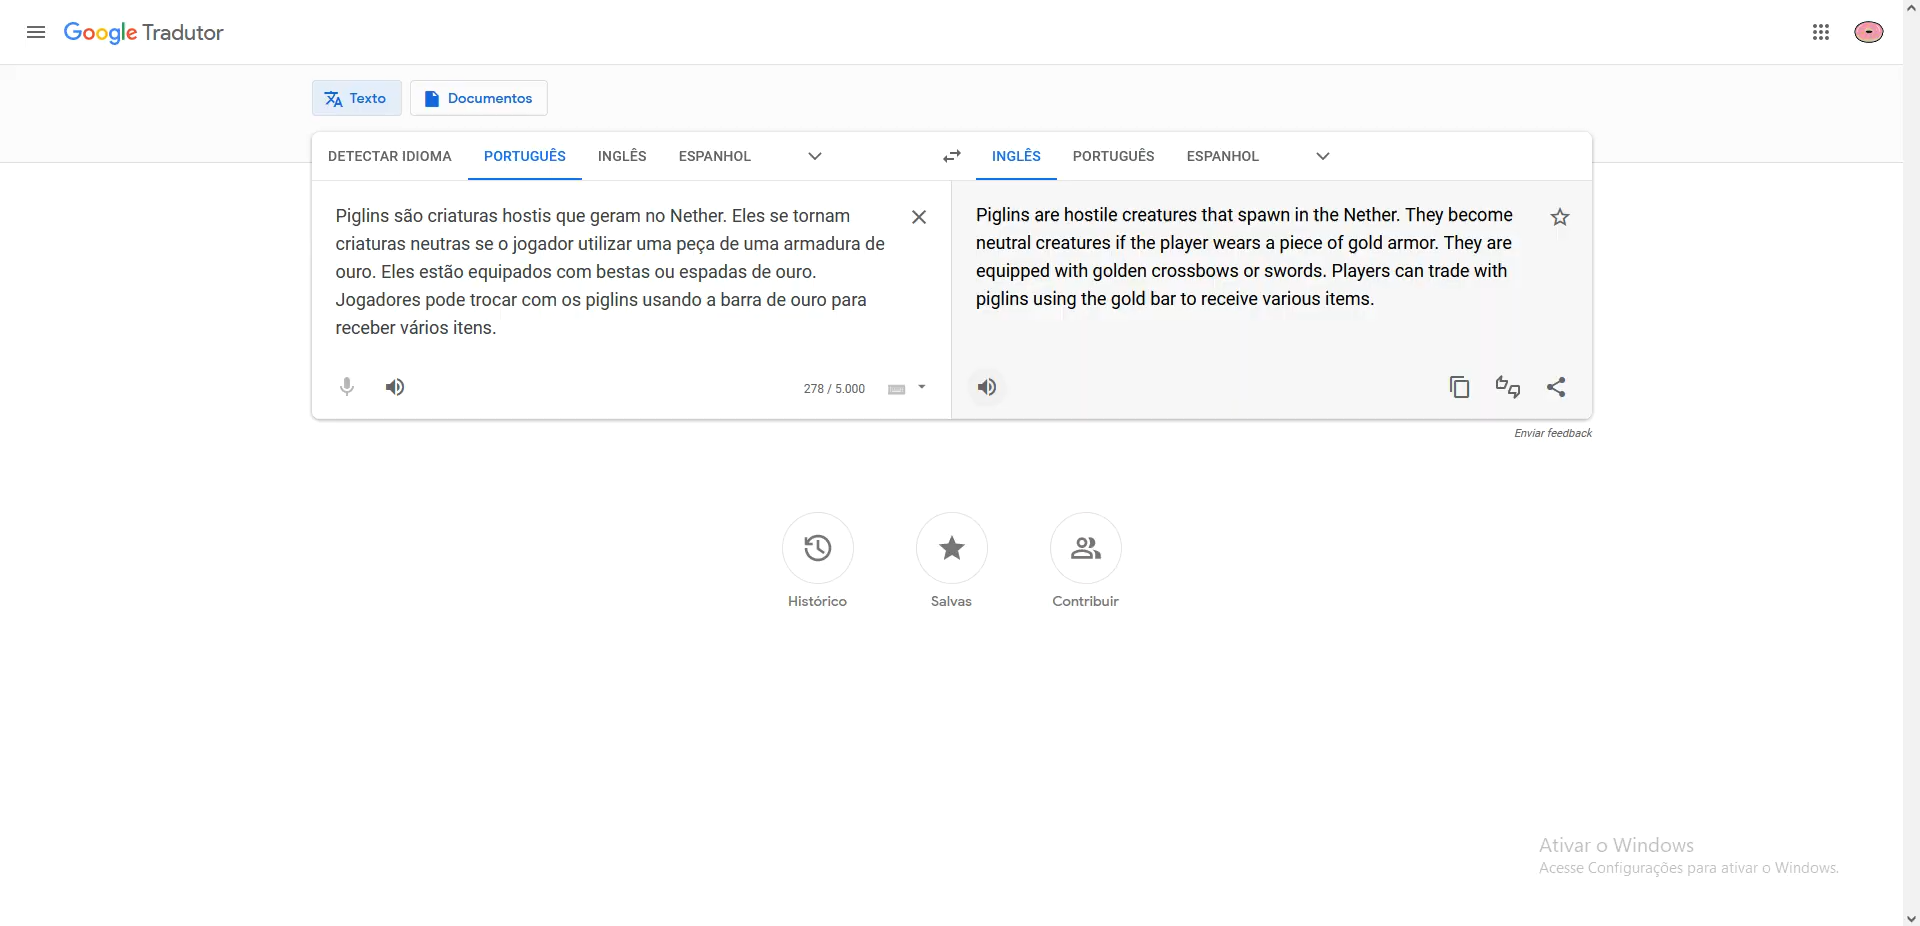 Google Tradutor
Texto
Documentos
DETECTAR IDIOMA PORTUGUÊS INGLÊS ESPANHOL
INGLÊS PORTUGUÊS ESPANHOL
Piglins são criaturas hostis que geram no Nether. Eles se tornam
criaturas neutras se o jogador utilizar uma peça de uma armadura de
ouro. Eles estão equipados com bestas ou espadas de ouro.
Jogadores pode trocar com os piglins usando a barra de ouro para
receber vários itens.
278 / 5.000
Piglins are hostile creatures that spawn in the Nether. They become
neutral creatures if the player wears a piece of gold armor. They are
equipped with golden crossbows or swords. Players can trade with
piglins using the gold bar to receive various items.
Enviar feedback
Histórico
Salvas
Contribuir
Ativar o Windows
Acesse Configurações para ativar o Windows.